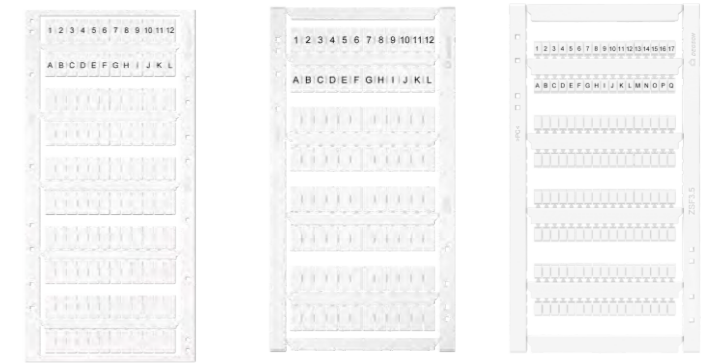 1 2 3 4 5 6 7 8 9 10 11 12
A B C D E F G H I J K L
1 2 3 4 5 6 7 8 9 10 11 12
A B C D E F G H I J K L
1 2 3 4 5 6 7 8 9 10 11 12 13 14 15 16 17
A B C D E F G H I J K L M N O P Q
ZSF3.5